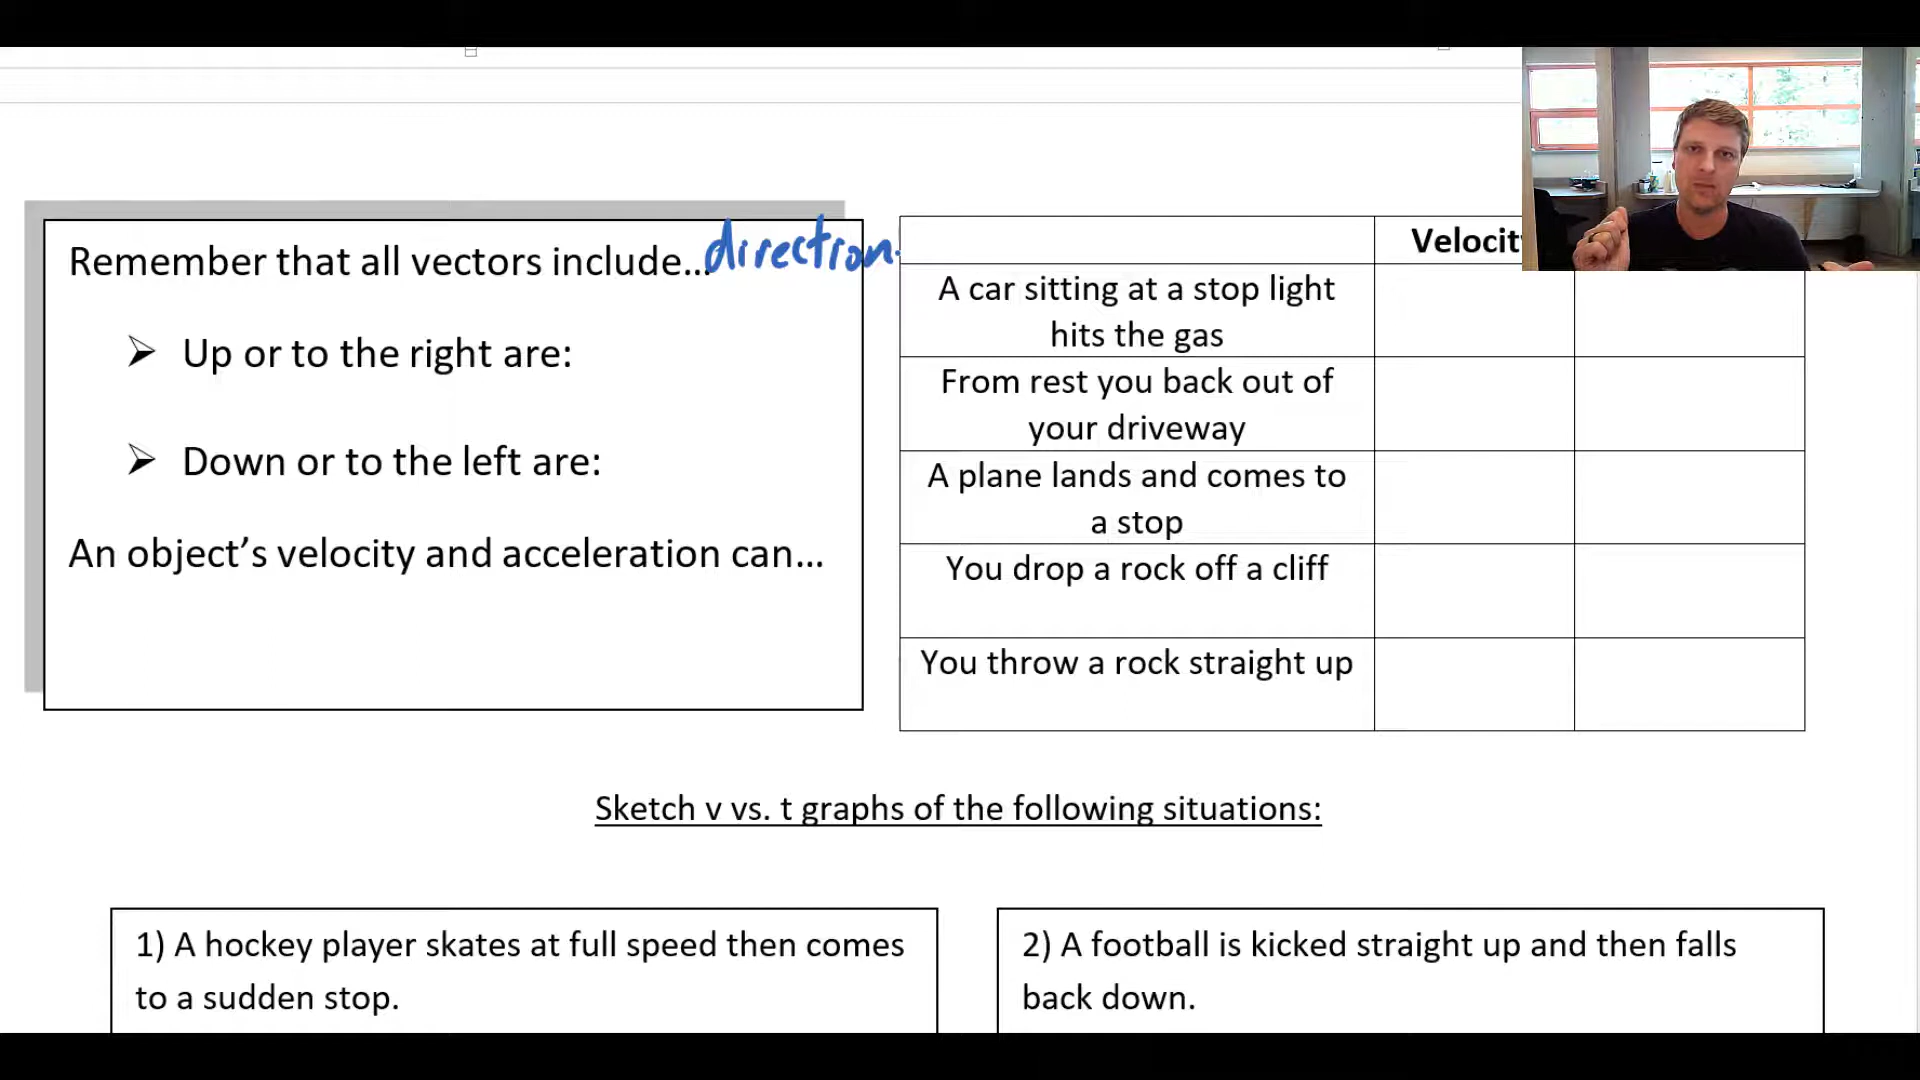 Remember that all vectors include... direction.
Up or to the right are:
Down or to the left are:
An object’s velocity and acceleration can...
A car sitting at a stop light
hits the gas
From rest you back out of
your driveway
A plane lands and comes to
a stop
You drop a rock off a cliff
You throw a rock straight up
Sketch v vs. t graphs of the following situations:
1) A hockey player skates at full speed then comes
to a sudden stop.
2) A football is kicked straight up and then falls
back down.